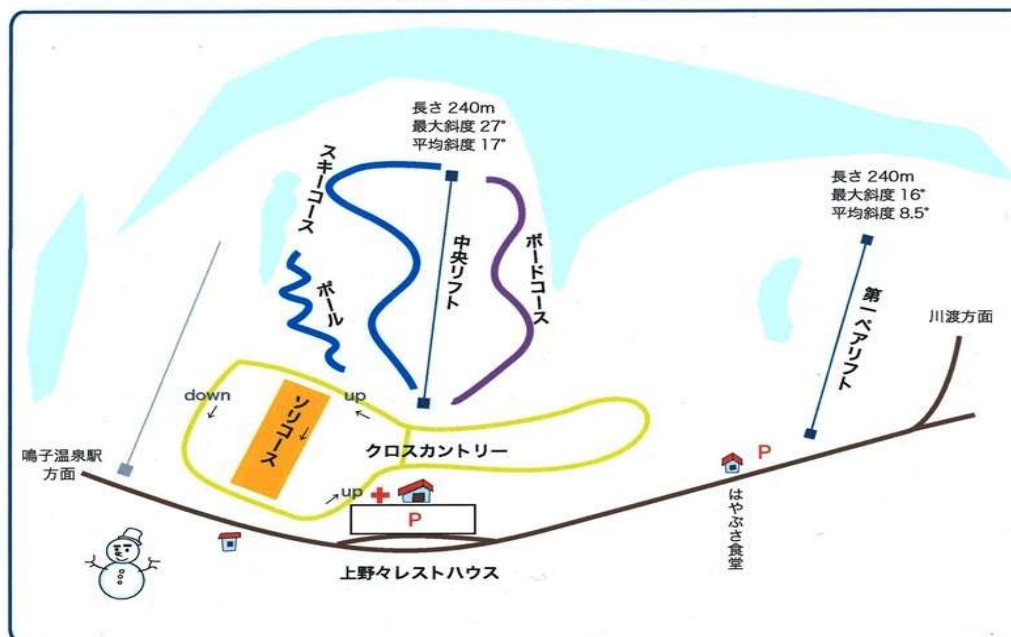 長さ 240m
最大斜度 27°
平均斜度 17°
スキーコース
中央リフト
ボードコース
ポール
長さ 240m
最大斜度 16°
平均斜度 8.5°
第一ペアリフト
川渡方面
down
↓
ソリコース
↓
up
←
クロスカントリー
鳴子温泉駅
方面
→up
P
P
はやぶさ食堂
上野々レストハウス